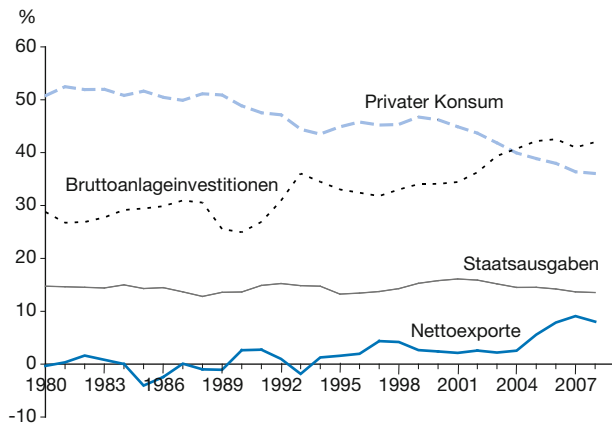 %
60
50
Privater Konsum
40
Bruttoanlageinvestitionen
30
20
Staatsausgaben
10
Nettoexporte
0
1980 1983 1986 1989 1992 1995 1998 2001 2004 2007
-10